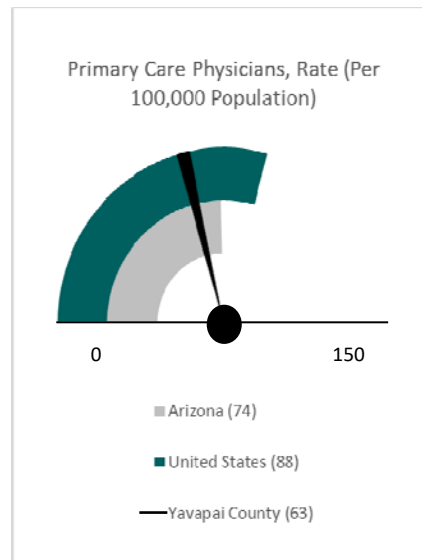 Primary Care Physicians, Rate (Per
100,000 Population)
0 150
Arizona (74)
United States (88)
Yavapai County (63)